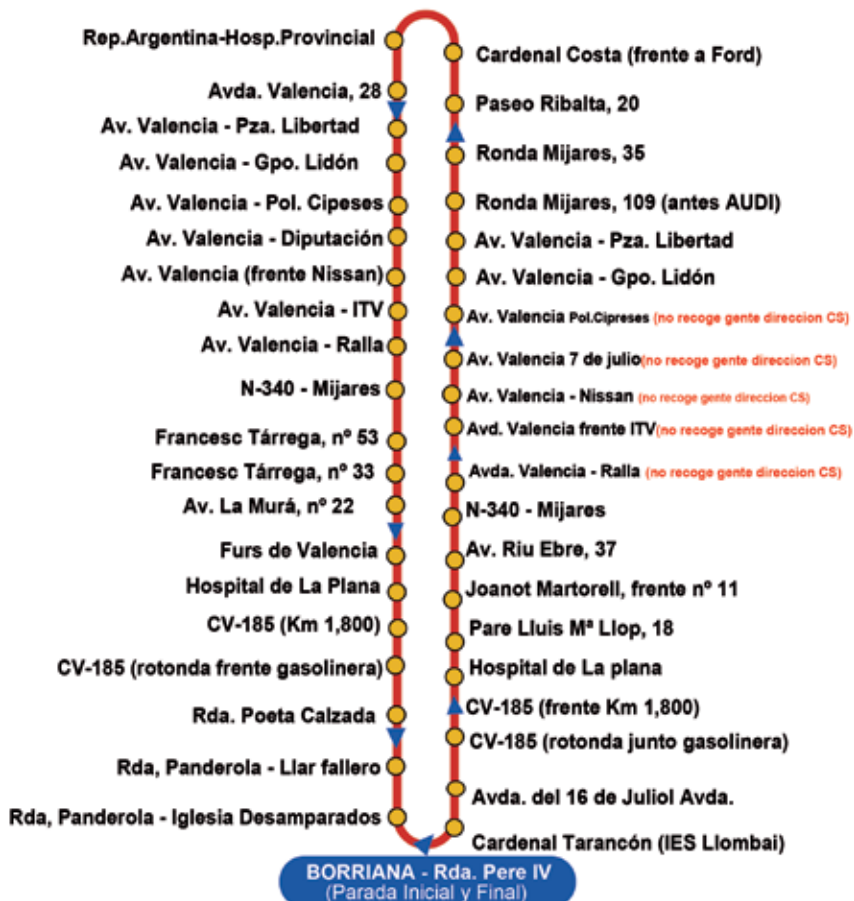 Rep.Argentina-Hosp.Provincial
Avda. Valencia, 28
Av. Valencia - Pza. Libertad
Av. Valencia - Gpo. Lidón
Av. Valencia - Pol. Cipeses
Av. Valencia - Diputación
Av. Valencia (frente Nissan)
Av. Valencia - ITV
Av. Valencia - Ralla
N-340 - Mijares
Francesc Tárrega, nº 53
Francesc Tárrega, nº 33
Av. La Murá, nº 22
Furs de Valencia
Hospital de La Plana
CV-185 (Km 1,800)
CV-185 (rotonda frente gasolinera)
Rda. Poeta Calzada
Rda, Panderola - Llar fallero
Rda, Panderola - Iglesia Desamparados
Cardenal Costa (frente a Ford)
Paseo Ribalta, 20
Ronda Mijares, 35
Ronda Mijares, 109 (antes AUDI)
Av. Valencia - Pza. Libertad
Av. Valencia - Gpo. Lidón
Av. Valencia Pol.Cipreses (no recoge gente direccion CS)
Av. Valencia 7 de julio(no recoge gente direccion CS)
Av. Valencia - Nissan (no recoge gente direccion CS)
Avd. Valencia frente ITV(no recoge gente direccion CS)
Avda. Valencia - Ralla (no recoge gente direccion CS)
N-340 - Mijares
Av. Riu Ebre, 37
Joanot Martorell, frente nº 11
Pare Lluis Mª Llop, 18
Hospital de La plana
CV-185 (frente Km 1,800)
CV-185 (rotonda junto gasolinera)
Avda. del 16 de Juliol Avda.
Cardenal Tarancón (IES Llombai)
BORRIANA - Rda. Pere IV
(Parada Inicial y Final)